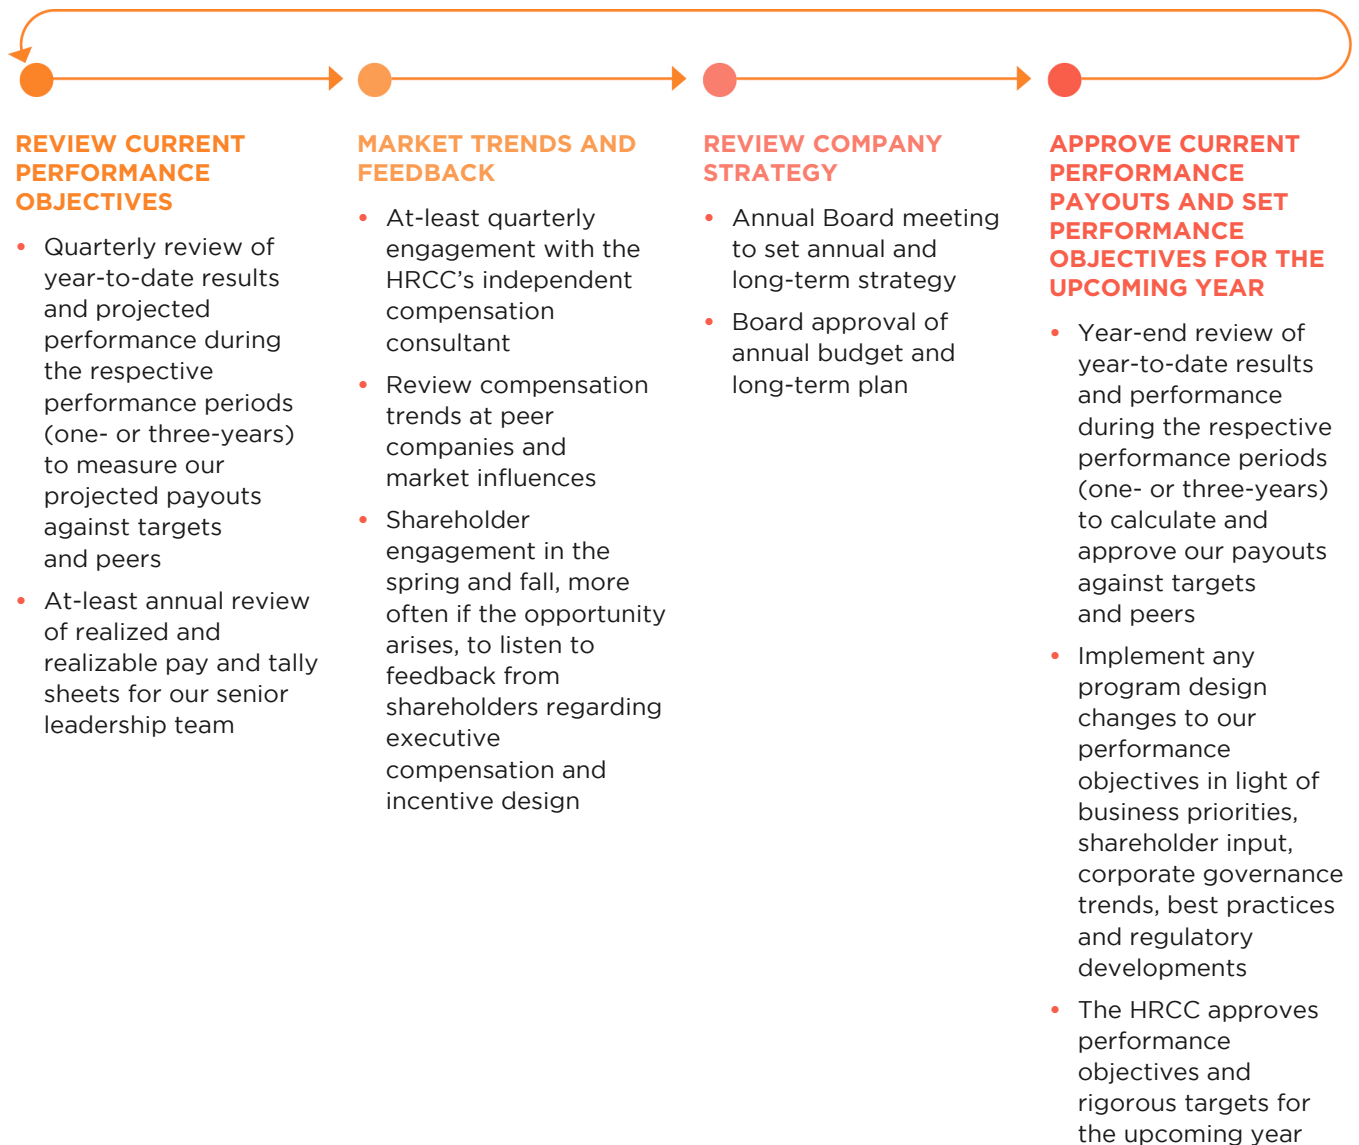 REVIEW CURRENT
PERFORMANCE
OBJECTIVES
• Quarterly review of
year-to-date results
and projected
performance during
the respective
performance periods
(one- or three-years)
to measure our
projected payouts
against targets
and peers
• At-least annual review
of realized and
realizable pay and tally
sheets for our senior
leadership team
MARKET TRENDS AND
FEEDBACK
• At-least quarterly
engagement with the
HRCC’s independent
compensation
consultant
• Review compensation
trends at peer
companies and
market influences
• Shareholder
engagement in the
spring and fall, more
often if the opportunity
arises, to listen to
feedback from
shareholders regarding
executive
compensation and
incentive design
REVIEW COMPANY
STRATEGY
• Annual Board meeting
to set annual and
long-term strategy
• Board approval of
annual budget and
long-term plan
APPROVE CURRENT
PERFORMANCE
PAYOUTS AND SET
PERFORMANCE
OBJECTIVES FOR THE
UPCOMING YEAR
• Year-end review of
year-to-date results
and performance
during the respective
performance periods
(one- or three-years)
to calculate and
approve our payouts
against targets
and peers
• Implement any
program design
changes to our
performance
objectives in light of
business priorities,
shareholder input,
corporate governance
trends, best practices
and regulatory
developments
• The HRCC approves
performance
objectives and
rigorous targets for
the upcoming year